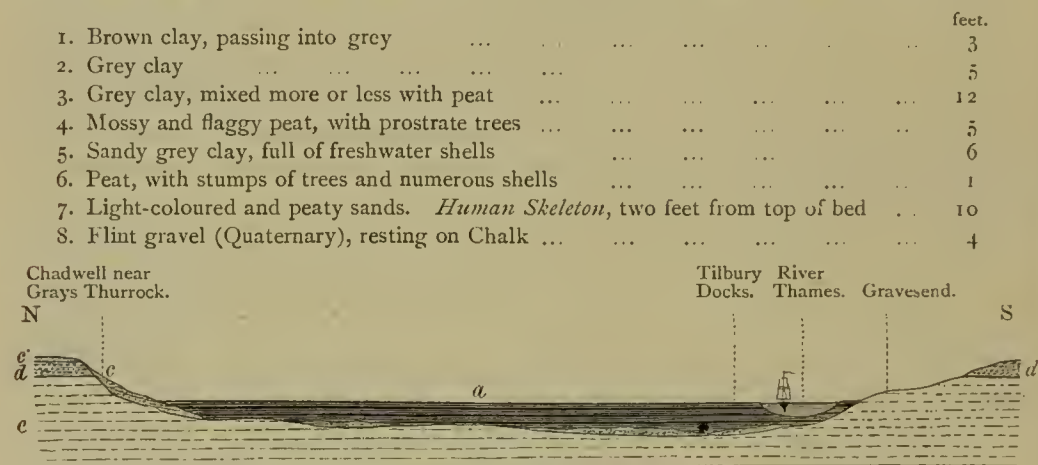 feet.
1. Brown clay, passing into grey ... . . ... ... .. . .. 3
2. Grey clay ... ... ... ... ... 5
3. Grey clay, mixed more or less with peat ... ... ... ... ... ... 12
4. Mossy and flaggy peat, with prostrate trees ... ... ... ... ... .. 5
5. Sandy grey clay, full of freshwater shells ... ... ... 6
6. Peat, with stumps of trees and numerous shells ... ... ... ... .. 1
7. Light-coloured and peaty sands. Human Skeleton, two feet from top of bed . . 10
8. Flint gravel (Quaternary), resting on Chalk ... ... ... ... ... ... 4
Chadwell near
Grays Thurrock.
Tilbury
Docks.
River
Thames.
Gravesend.
N
S
c'
d
c
a
d
c